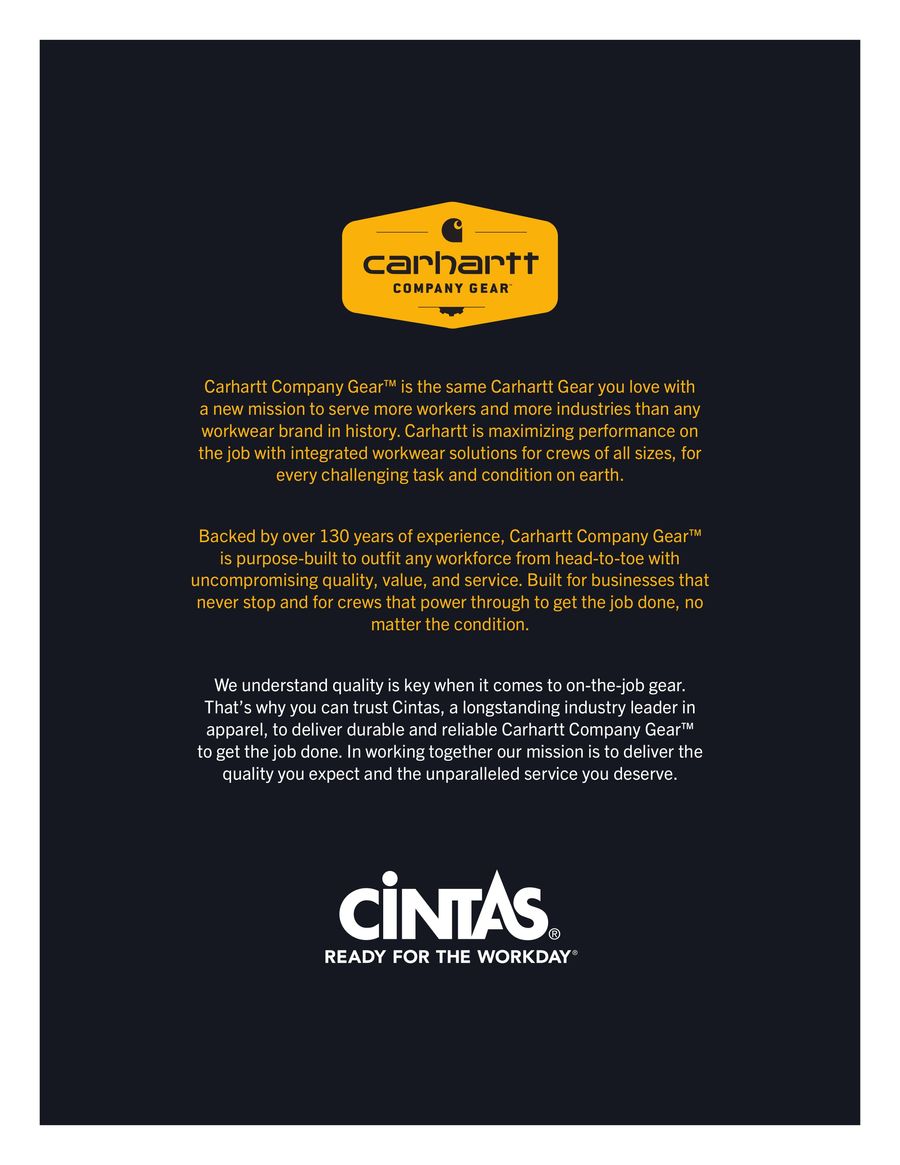 carhartt
COMPANY GEAR™
Carhartt Company Gear™ is the same Carhartt Gear you love with
a new mission to serve more workers and more industries than any
workwear brand in history. Carhartt is maximizing performance on
the job with integrated workwear solutions for crews of all sizes, for
every challenging task and condition on earth.
Backed by over 130 years of experience, Carhartt Company Gear™
is purpose-built to outfit any workforce from head-to-toe with
uncompromising quality, value, and service. Built for businesses that
never stop and for crews that power through to get the job done, no
matter the condition.
We understand quality is key when it comes to on-the-job gear.
That’s why you can trust Cintas, a longstanding industry leader in
apparel, to deliver durable and reliable Carhartt Company Gear™
to get the job done. In working together our mission is to deliver the
quality you expect and the unparalleled service you deserve.
CiNTAS®
READY FOR THE WORKDAY®